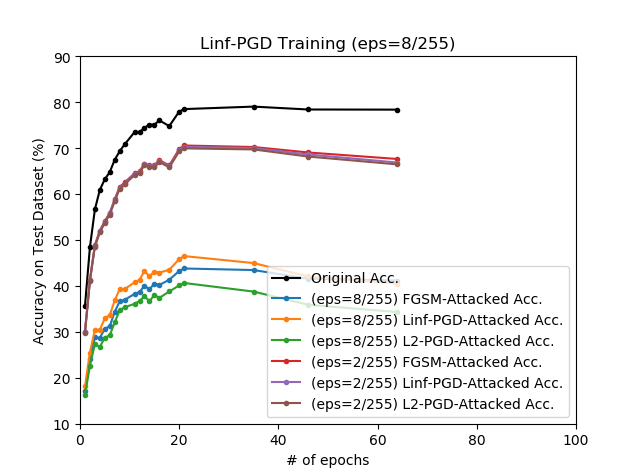 Linf-PGD Training (eps=8/255)
90
80
70
60
50
40
30
20
10
Accuracy on Test Dataset (%)
Original Acc.
(eps=8/255) FGSM-Attacked Acc.
(eps=8/255) Linf-PGD-Attacked Acc.
(eps=8/255) L2-PGD-Attacked Acc.
(eps=2/255) FGSM-Attacked Acc.
(eps=2/255) Linf-PGD-Attacked Acc.
(eps=2/255) L2-PGD-Attacked Acc.
0 20 40 60 80 100
# of epochs